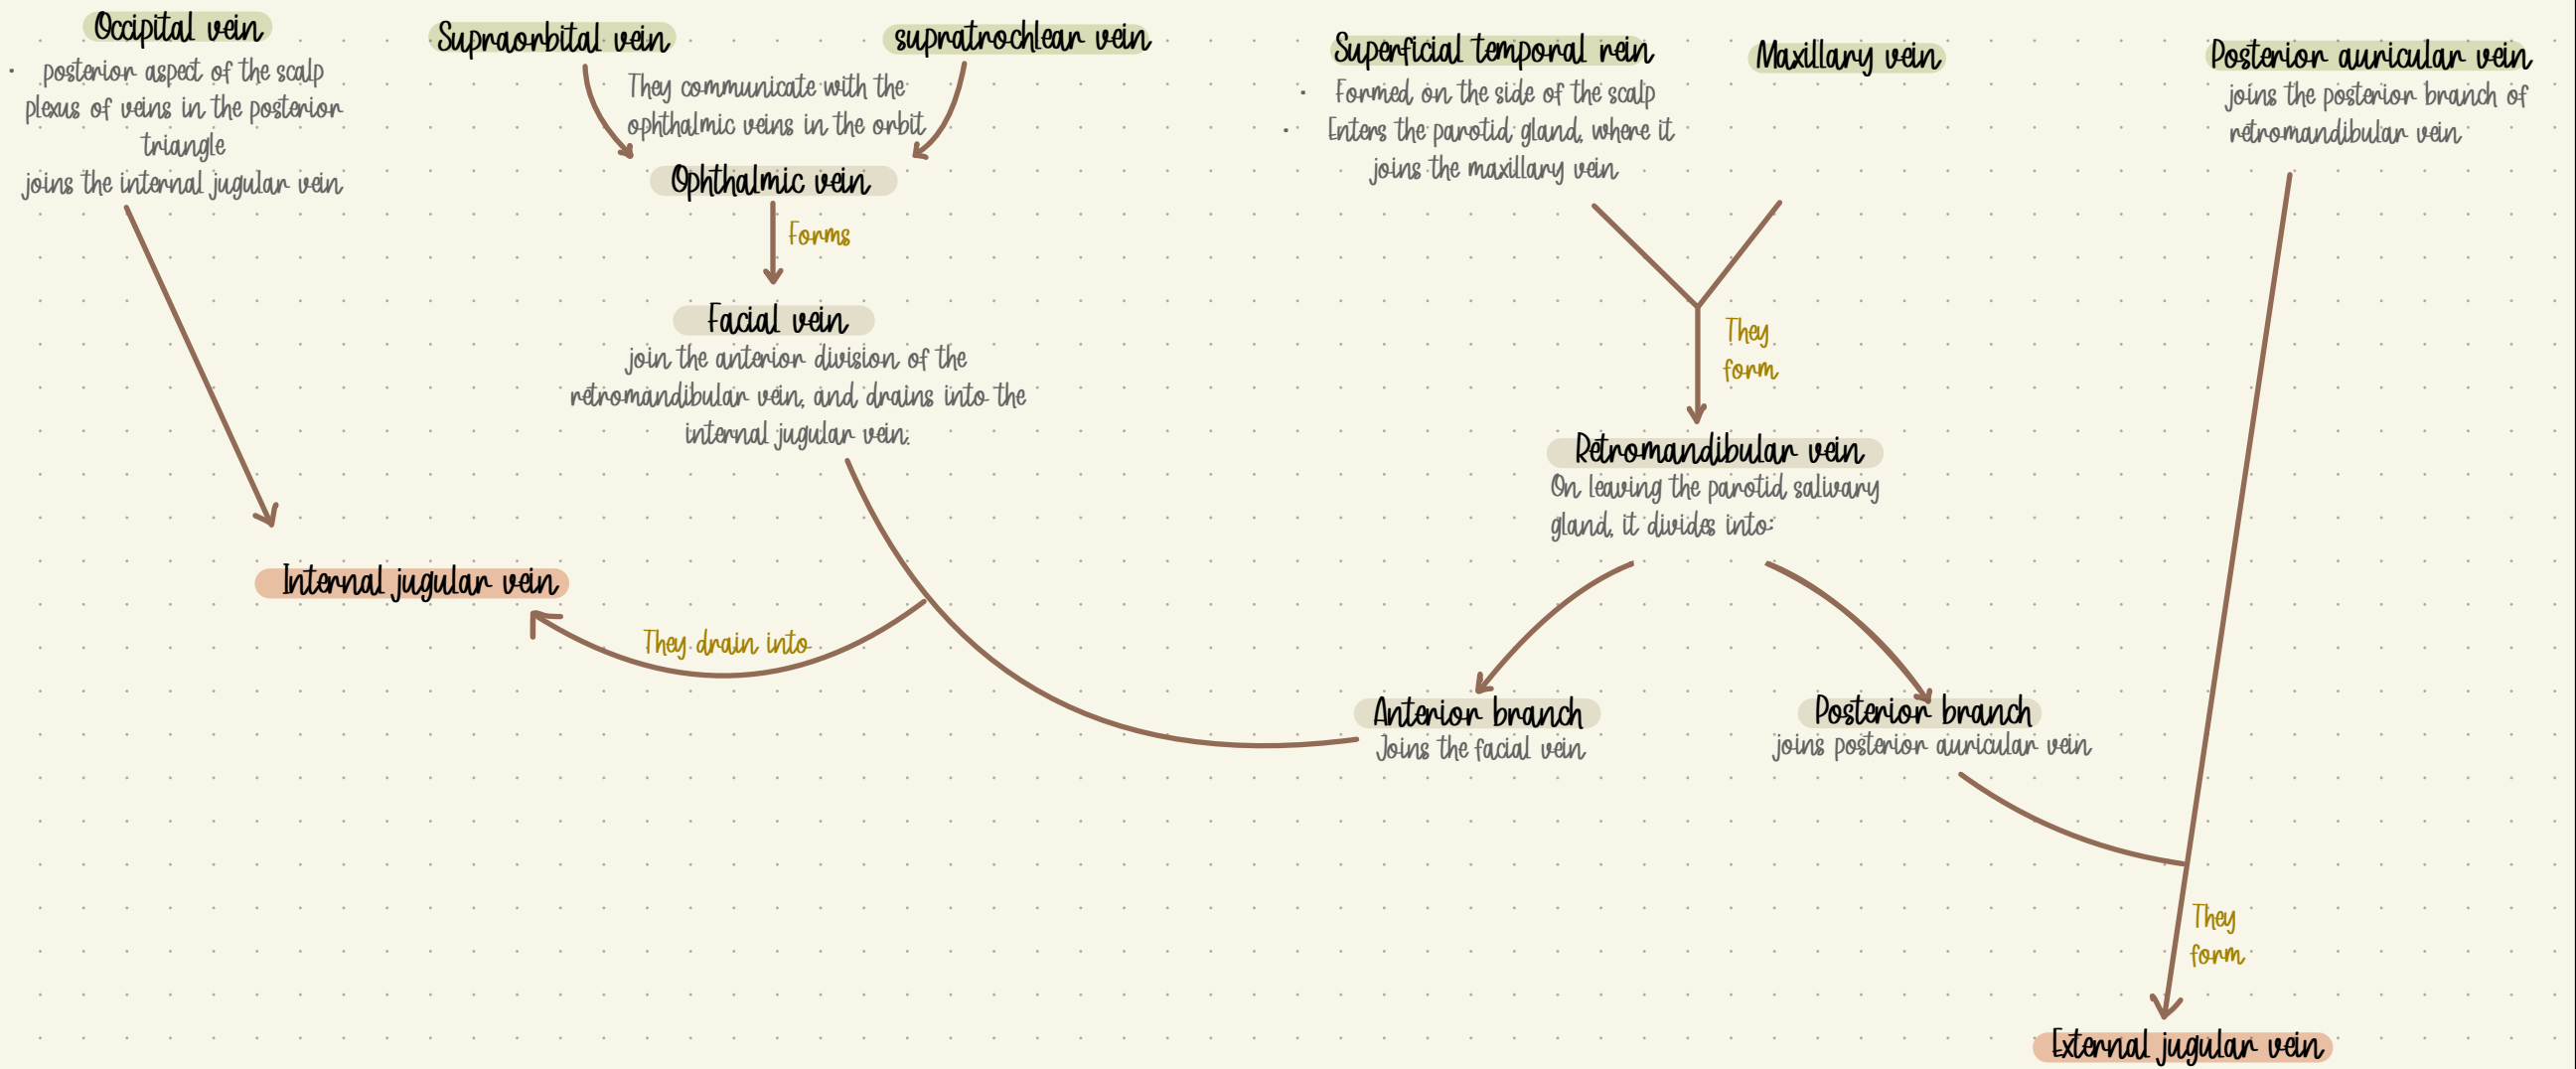 Occipital vein
• posterior aspect of the scalp
plexus of veins in the posterior
triangle
joins the internal jugular vein
Supraorbital vein
supratrochlear vein
They communicate with the
ophthalmic veins in the orbit
Ophthalmic vein
Forms
Facial vein
join the anterior division of the
retromandibular vein, and drains into the
internal jugular vein.
Internal jugular vein
They drain into
Superficial temporal rein
• Formed on the side of the scalp
• Enters the parotid gland, where it
joins the maxillary vein
Maxillary vein
They
form
Retromandibular vein
On leaving the parotid salivary
gland, it divides into:
Anterior branch
Joins the facial vein
Posterior branch
joins posterior auricular vein
Posterior auricular vein
joins the posterior branch of
retromandibular vein
They
form
External jugular vein